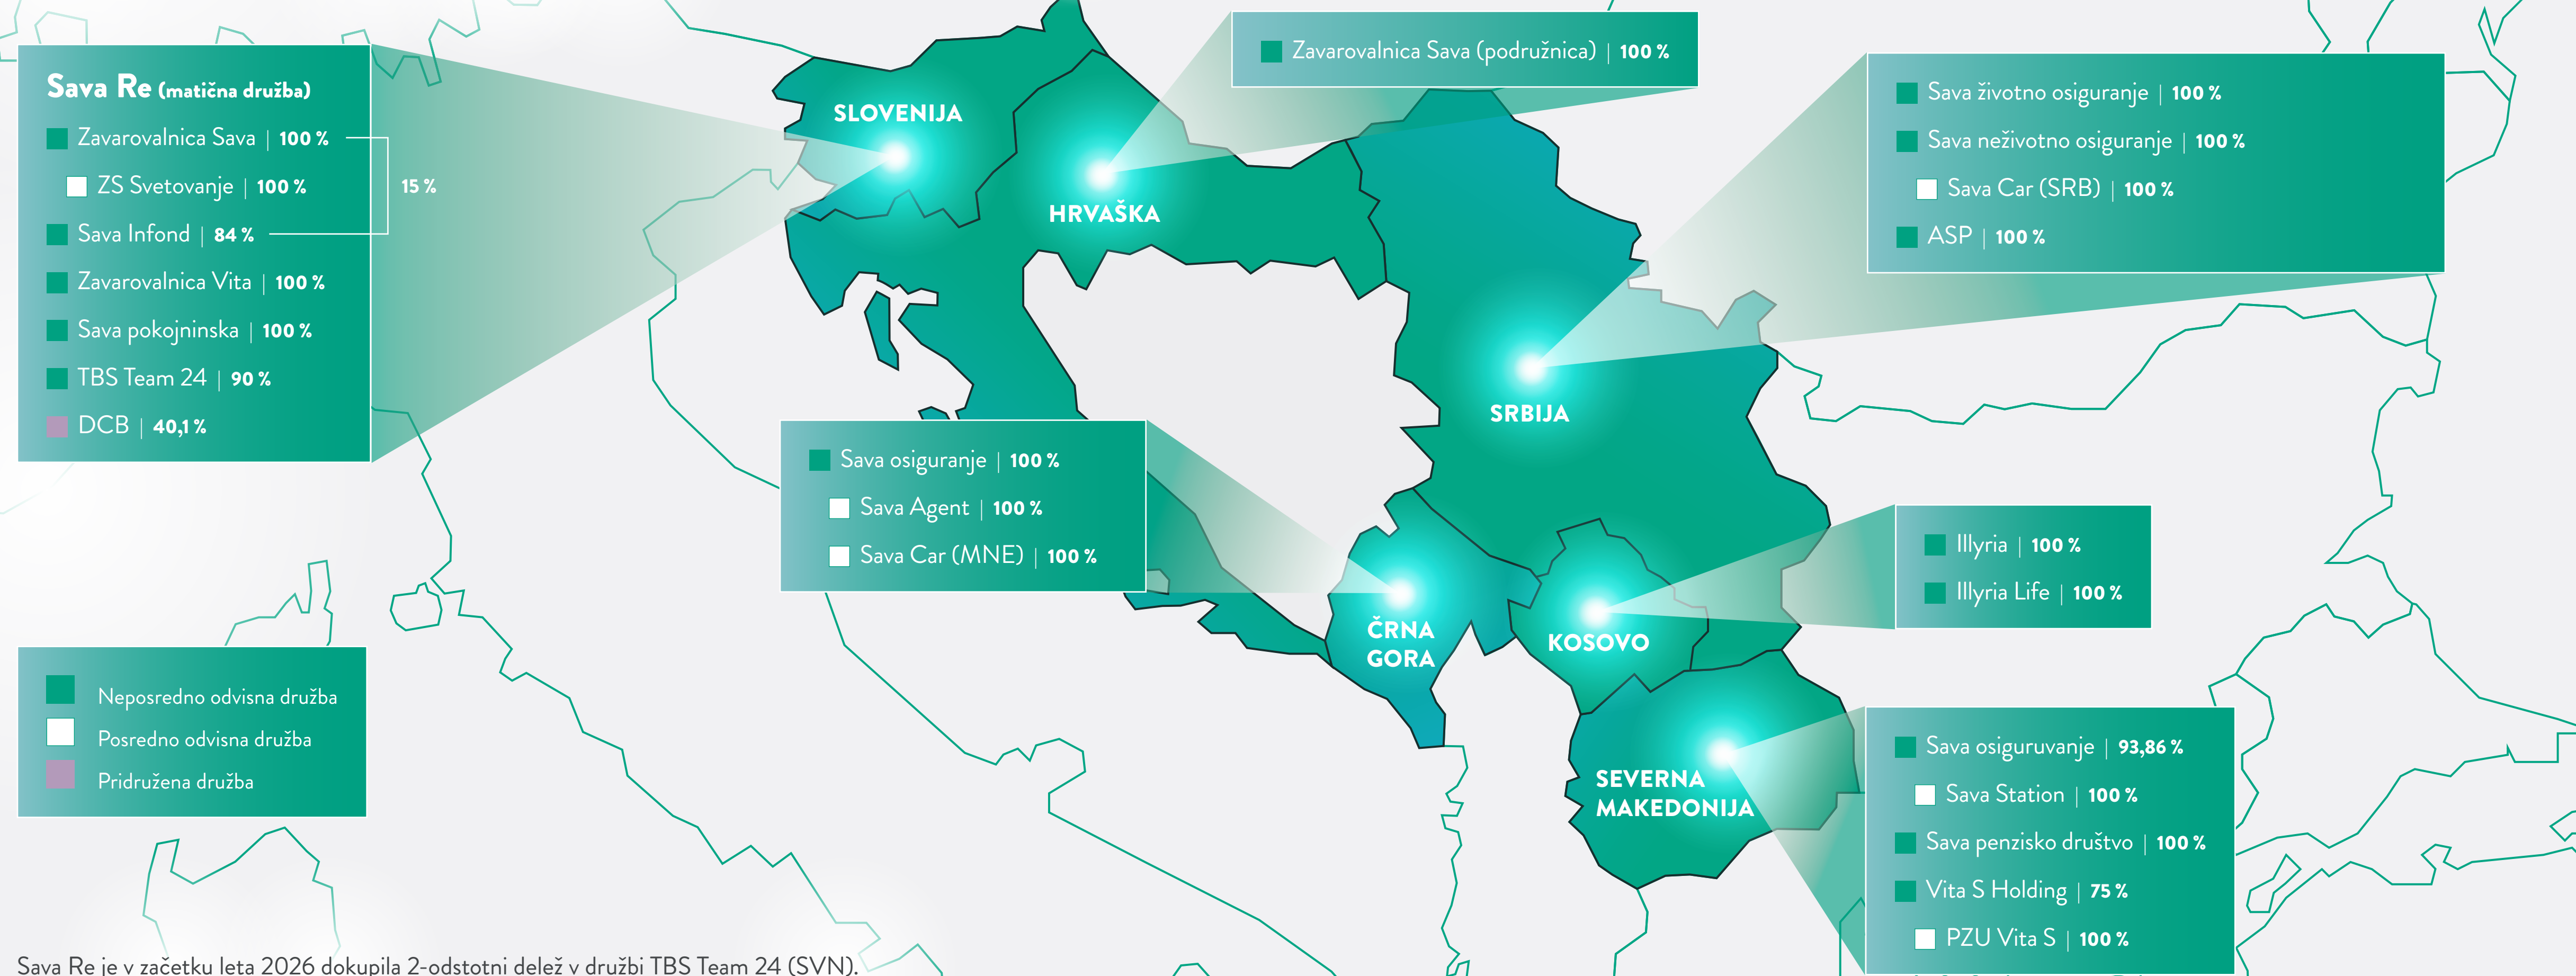 Sava Re (matična družba)
Zavarovalnica Sava | 100 %
ZS Svetovanje | 100 %
15 %
Sava Infond | 84 %
Zavarovalnica Vita | 100 %
Sava pokojninska | 100 %
TBS Team 24 | 90 %
DCB | 40,1 %
SLOVENIJA
Zavarovalnica Sava (podružnica) | 100 %
HRVAŠKA
Sava životno osiguranje | 100 %
Sava neživotno osiguranje | 100 %
Sava Car (SRB) | 100 %
ASP | 100 %
SRBIJA
Sava osiguranje | 100 %
Sava Agent | 100 %
Sava Car (MNE) | 100 %
ČRNA
GORA
Illyria | 100 %
Illyria Life | 100 %
KOSOVO
SEVERNA
MAKEDONIJA
Sava osiguruvanje | 93,86 %
Sava Station | 100 %
Sava penzisko društvo | 100 %
Vita S Holding | 75 %
PZU Vita S | 100 %
Neposredno odvisna družba
Posredno odvisna družba
Pridružena družba
Sava Re je v začetku leta 2026 dokupila 2-odstotni delež v družbi TBS Team 24 (SVN).